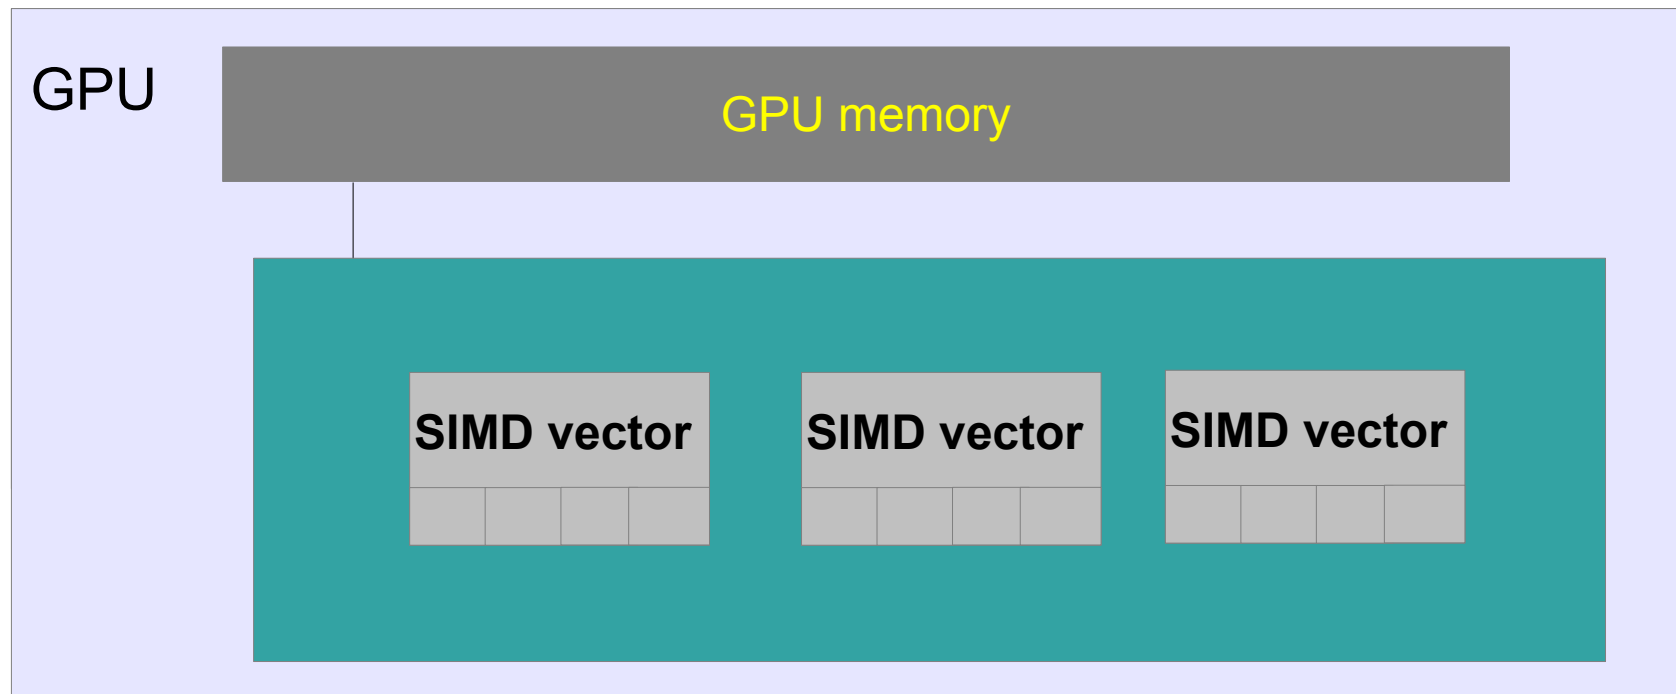 GPU
GPU memory
SIMD vector
SIMD vector
SIMD vector